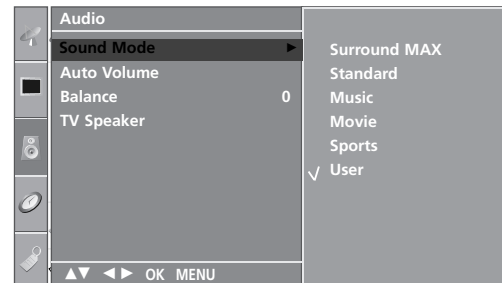 Audio
Sound Mode ►
Auto Volume
Balance 0
TV Speaker
▲▼ ◄► OK MENU
Surround MAX
Standard
Music
Movie
Sports
✓ User